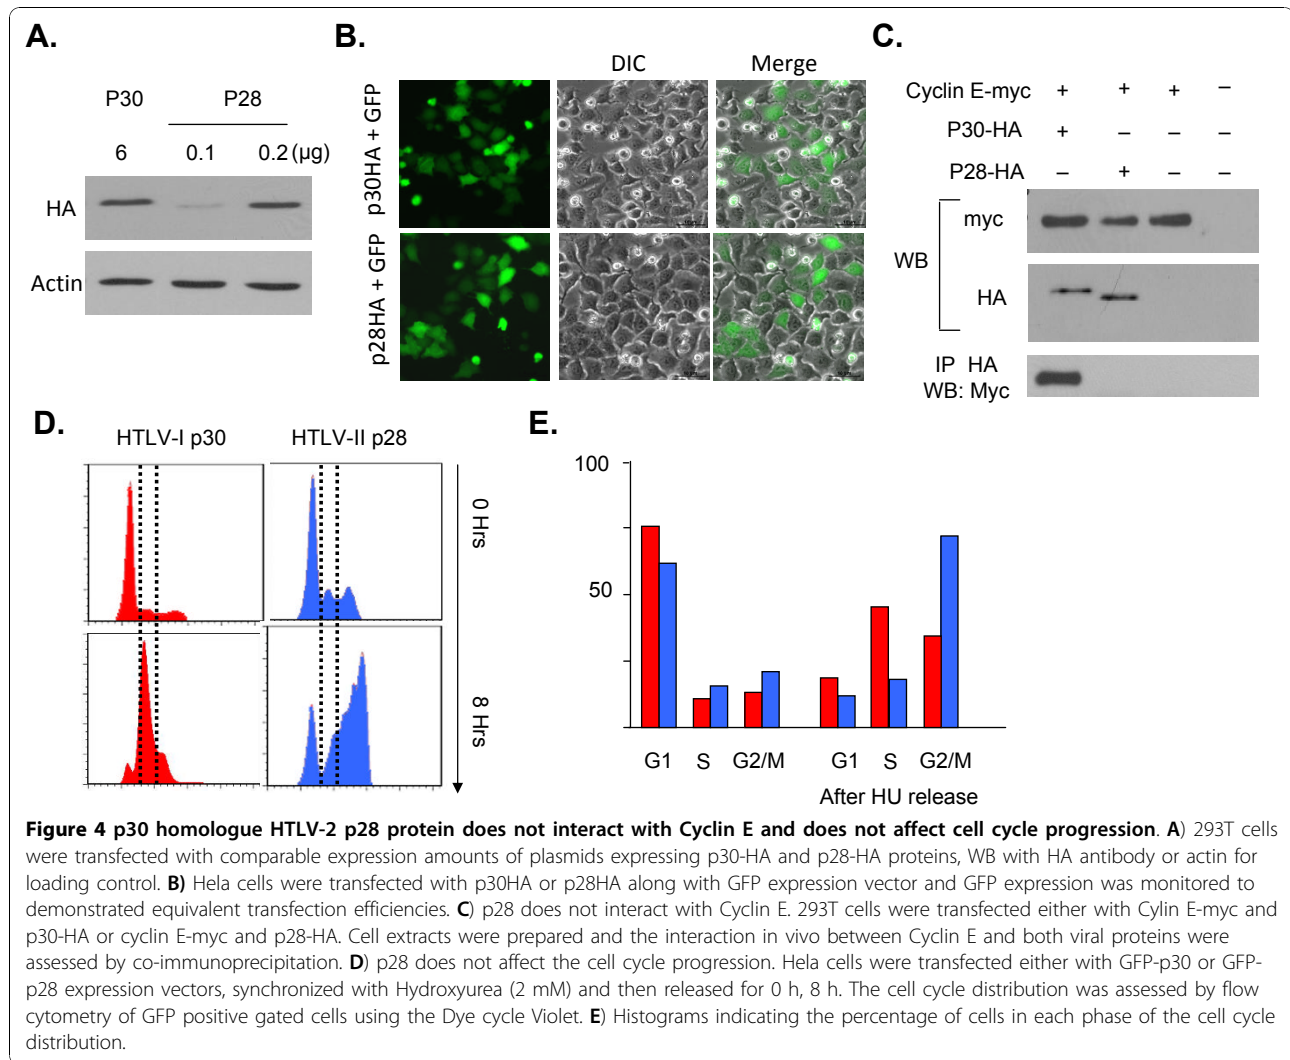 A.
P30 P28
6 0.1 0.2 (µg)
HA
Actin
B.
DIC Merge
p30HA + GFP
p28HA + GFP
C.
Cyclin E-myc + + + –
P30-HA + – – –
P28-HA – + – –
WB
myc
HA
IP HA
WB: Myc
D.
HTLV-I p30 HTLV-II p28
0 Hrs
8 Hrs
E.
100
50
G1 S G2/M G1 S G2/M
After HU release
Figure 4 p30 homologue HTLV-2 p28 protein does not interact with Cyclin E and does not affect cell cycle progression. A) 293T cells
were transfected with comparable expression amounts of plasmids expressing p30-HA and p28-HA proteins, WB with HA antibody or actin for
loading control. B) Hela cells were transfected with p30HA or p28HA along with GFP expression vector and GFP expression was monitored to
demonstrated equivalent transfection efficiencies. C) p28 does not interact with Cyclin E. 293T cells were transfected either with Cylin E-myc and
p30-HA or cyclin E-myc and p28-HA. Cell extracts were prepared and the interaction in vivo between Cyclin E and both viral proteins were
assessed by co-immunoprecipitation. D) p28 does not affect the cell cycle progression. Hela cells were transfected either with GFP-p30 or GFP-
p28 expression vectors, synchronized with Hydroxyurea (2 mM) and then released for 0 h, 8 h. The cell cycle distribution was assessed by flow
cytometry of GFP positive gated cells using the Dye cycle Violet. E) Histograms indicating the percentage of cells in each phase of the cell cycle
distribution.